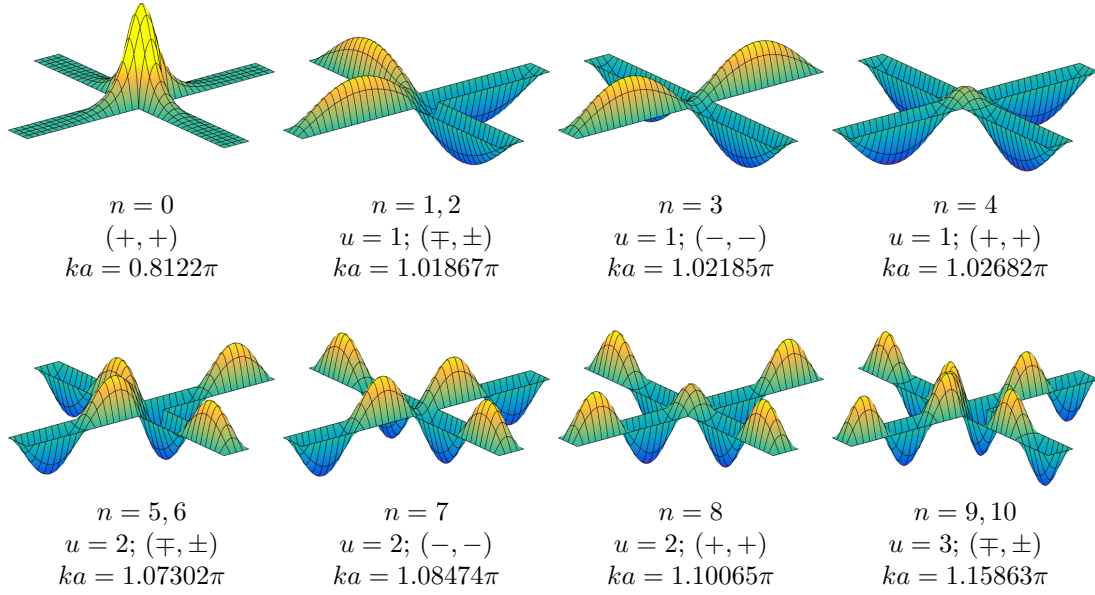 n = 0
(+, +)
ka = 0.8122π
n = 1, 2
u = 1; (∓, ±)
ka = 1.01867π
n = 3
u = 1; (−, −)
ka = 1.02185π
n = 4
u = 1; (+, +)
ka = 1.02682π
n = 5, 6
u = 2; (∓, ±)
ka = 1.07302π
n = 7
u = 2; (−, −)
ka = 1.08474π
n = 8
u = 2; (+, +)
ka = 1.10065π
n = 9, 10
u = 3; (∓, ±)
ka = 1.15863π